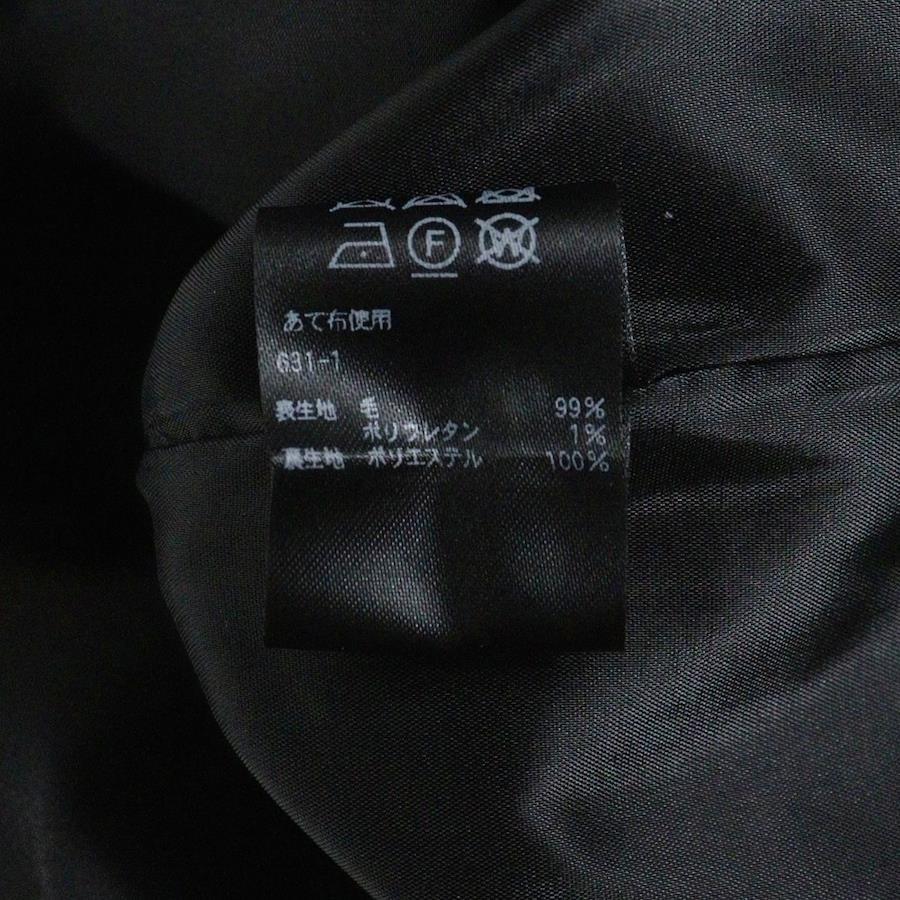 F W
あて布使用
631-1
表生地 毛 99%
ポリウレタン 1%
裏生地 ポリエステル 100%